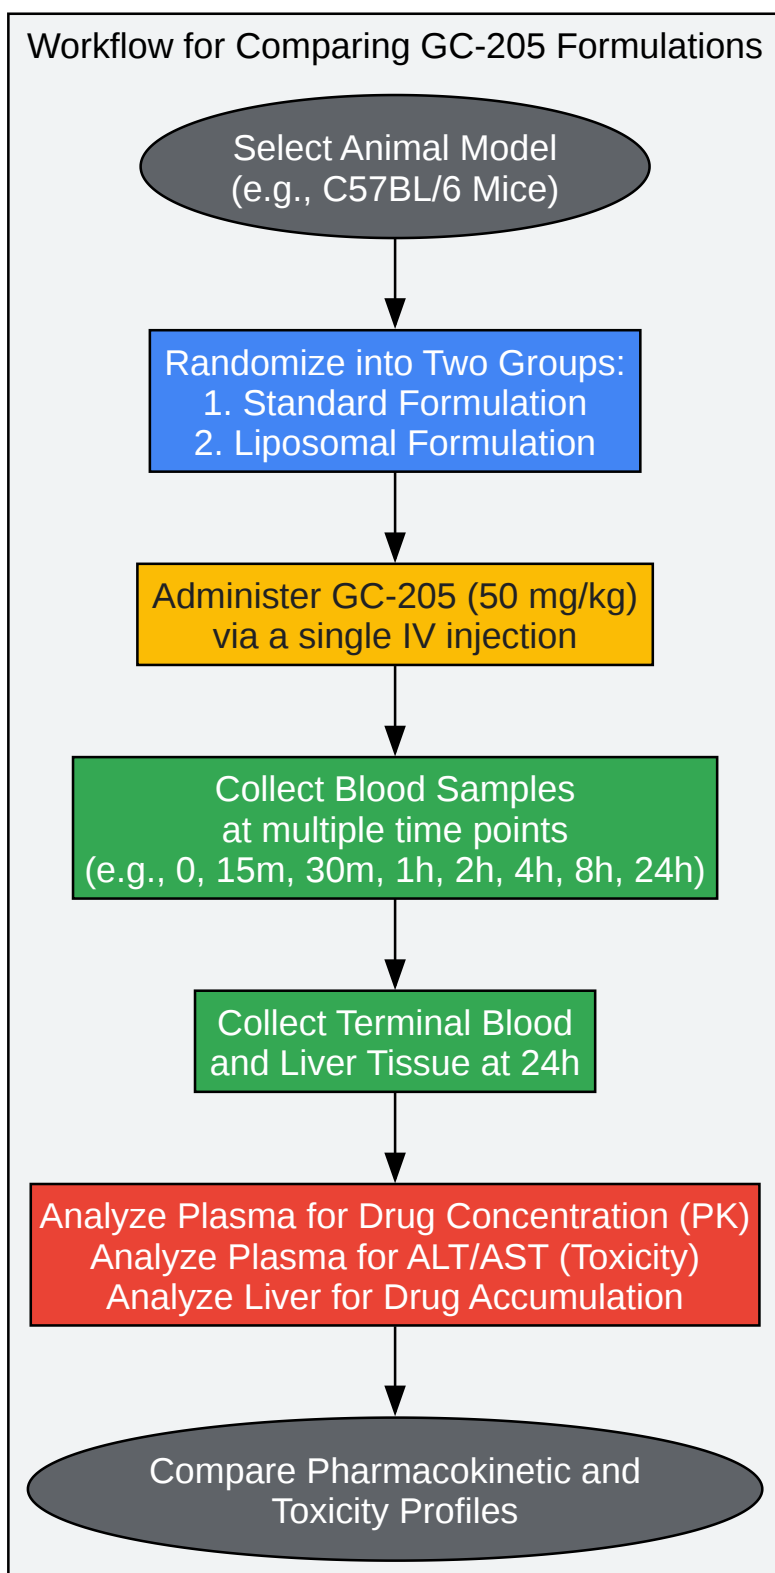 Workflow for Comparing GC-205 Formulations
Select Animal Model
(e.g., C57BL/6 Mice)
Randomize into Two Groups:
1. Standard Formulation
2. Liposomal Formulation
Administer GC-205 (50 mg/kg)
via a single IV injection
Collect Blood Samples
at multiple time points
(e.g., 0, 15m, 30m, 1h, 2h, 4h, 8h, 24h)
Collect Terminal Blood
and Liver Tissue at 24h
Analyze Plasma for Drug Concentration (PK)
Analyze Plasma for ALT/AST (Toxicity)
Analyze Liver for Drug Accumulation
Compare Pharmacokinetic and
Toxicity Profiles